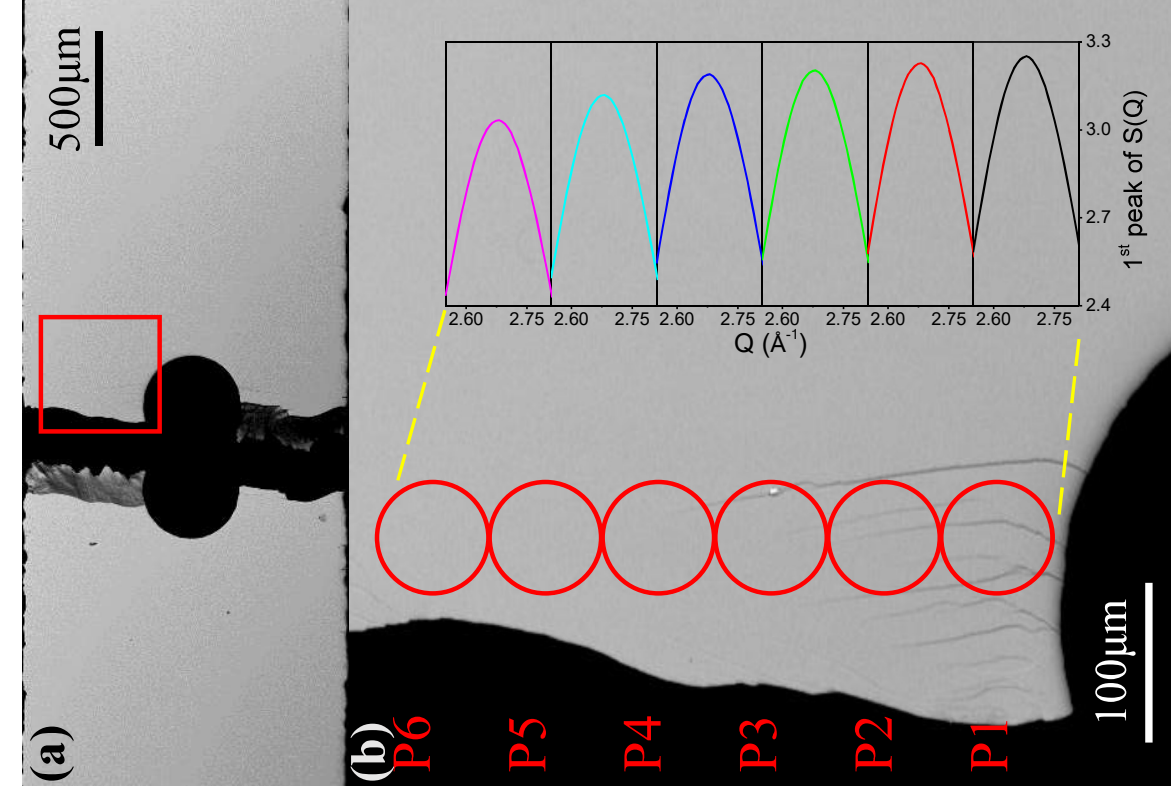 (a)
500µm
(b)
3.3
3.0
2.7
2.4
1st peak of S(Q)
2.60 2.75 2.60 2.75 2.60 2.75 2.60 2.75 2.60 2.75 2.60 2.75
Q (Å-1)
P6 P5 P4 P3 P2 P1
100µm